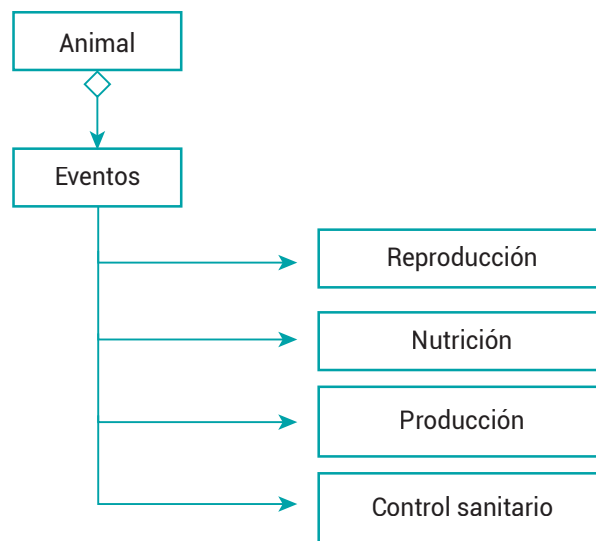 Animal
Eventos
Reproducción
Nutrición
Producción
Control sanitario